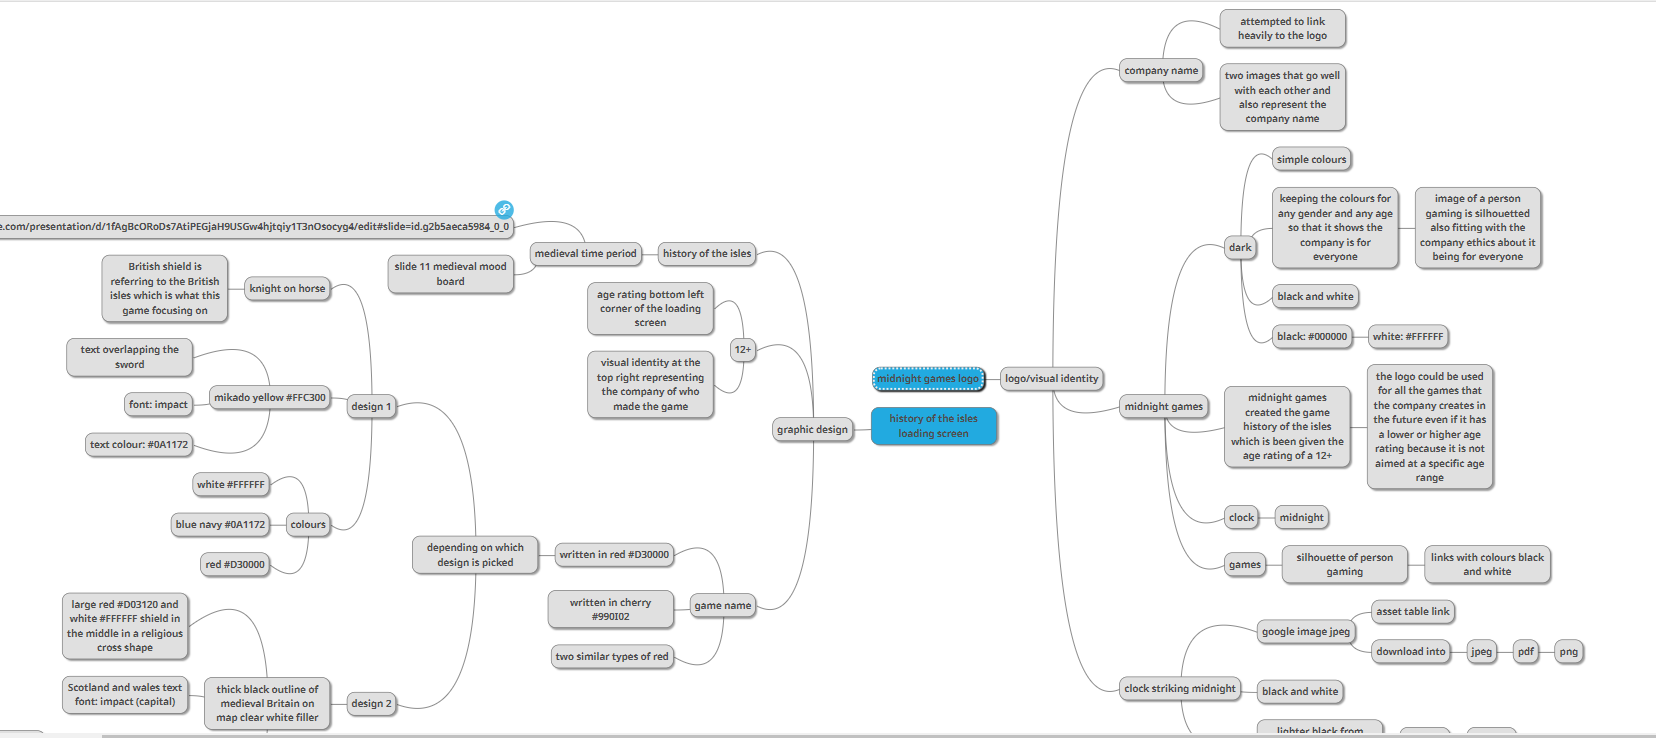 attempted to link
heavily to the logo
company name
two images that go well
with each other and
also represent the
company name
simple colours
keeping the colours for
any gender and any age
so that it shows the
company is for
everyone
image of a person
gaming is silhouetted
also fitting with the
company ethics about it
being for everyone
dark
black and white
black: #000000
white: #FFFFFF
midnight games logo
logo/visual identity
midnight games
midnight games
created the game
history of the isles
which is been given the
age rating of a 12+
the logo could be used
for all the games that
the company creates in
the future even if it has
a lower or higher age
rating because it is not
aimed at a specific age
range
clock
midnight
games
silhouette of person
gaming
links with colours black
and white
google image jpeg
asset table link
download into
jpeg
pdf
png
clock striking midnight
black and white
lighter black from
history of the isles
loading screen
graphic design
history of the isles
medieval time period
e.com/presentation/d/1fAgBcORoDs7AtiPEGjaH9USGw4hjtqiy1T3nOsocyg4/edit#slide=id.g2b5aeca5984_0_0
slide 11 medieval mood
board
12+
age rating bottom left
corner of the loading
screen
visual identity at the
top right representing
the company of who
made the game
game name
written in red #D30000
written in cherry
#990I02
two similar types of red
depending on which
design is picked
design 1
knight on horse
British shield is
referring to the British
isles which is what this
game focusing on
mikado yellow #FFC300
text overlapping the
sword
font: impact
text colour: #0A1172
colours
white #FFFFFF
blue navy #0A1172
red #D30000
design 2
thick black outline of
medieval Britain on
map clear white filler
large red #D03120 and
white #FFFFFF shield in
the middle in a religious
cross shape
Scotland and wales text
font: impact (capital)